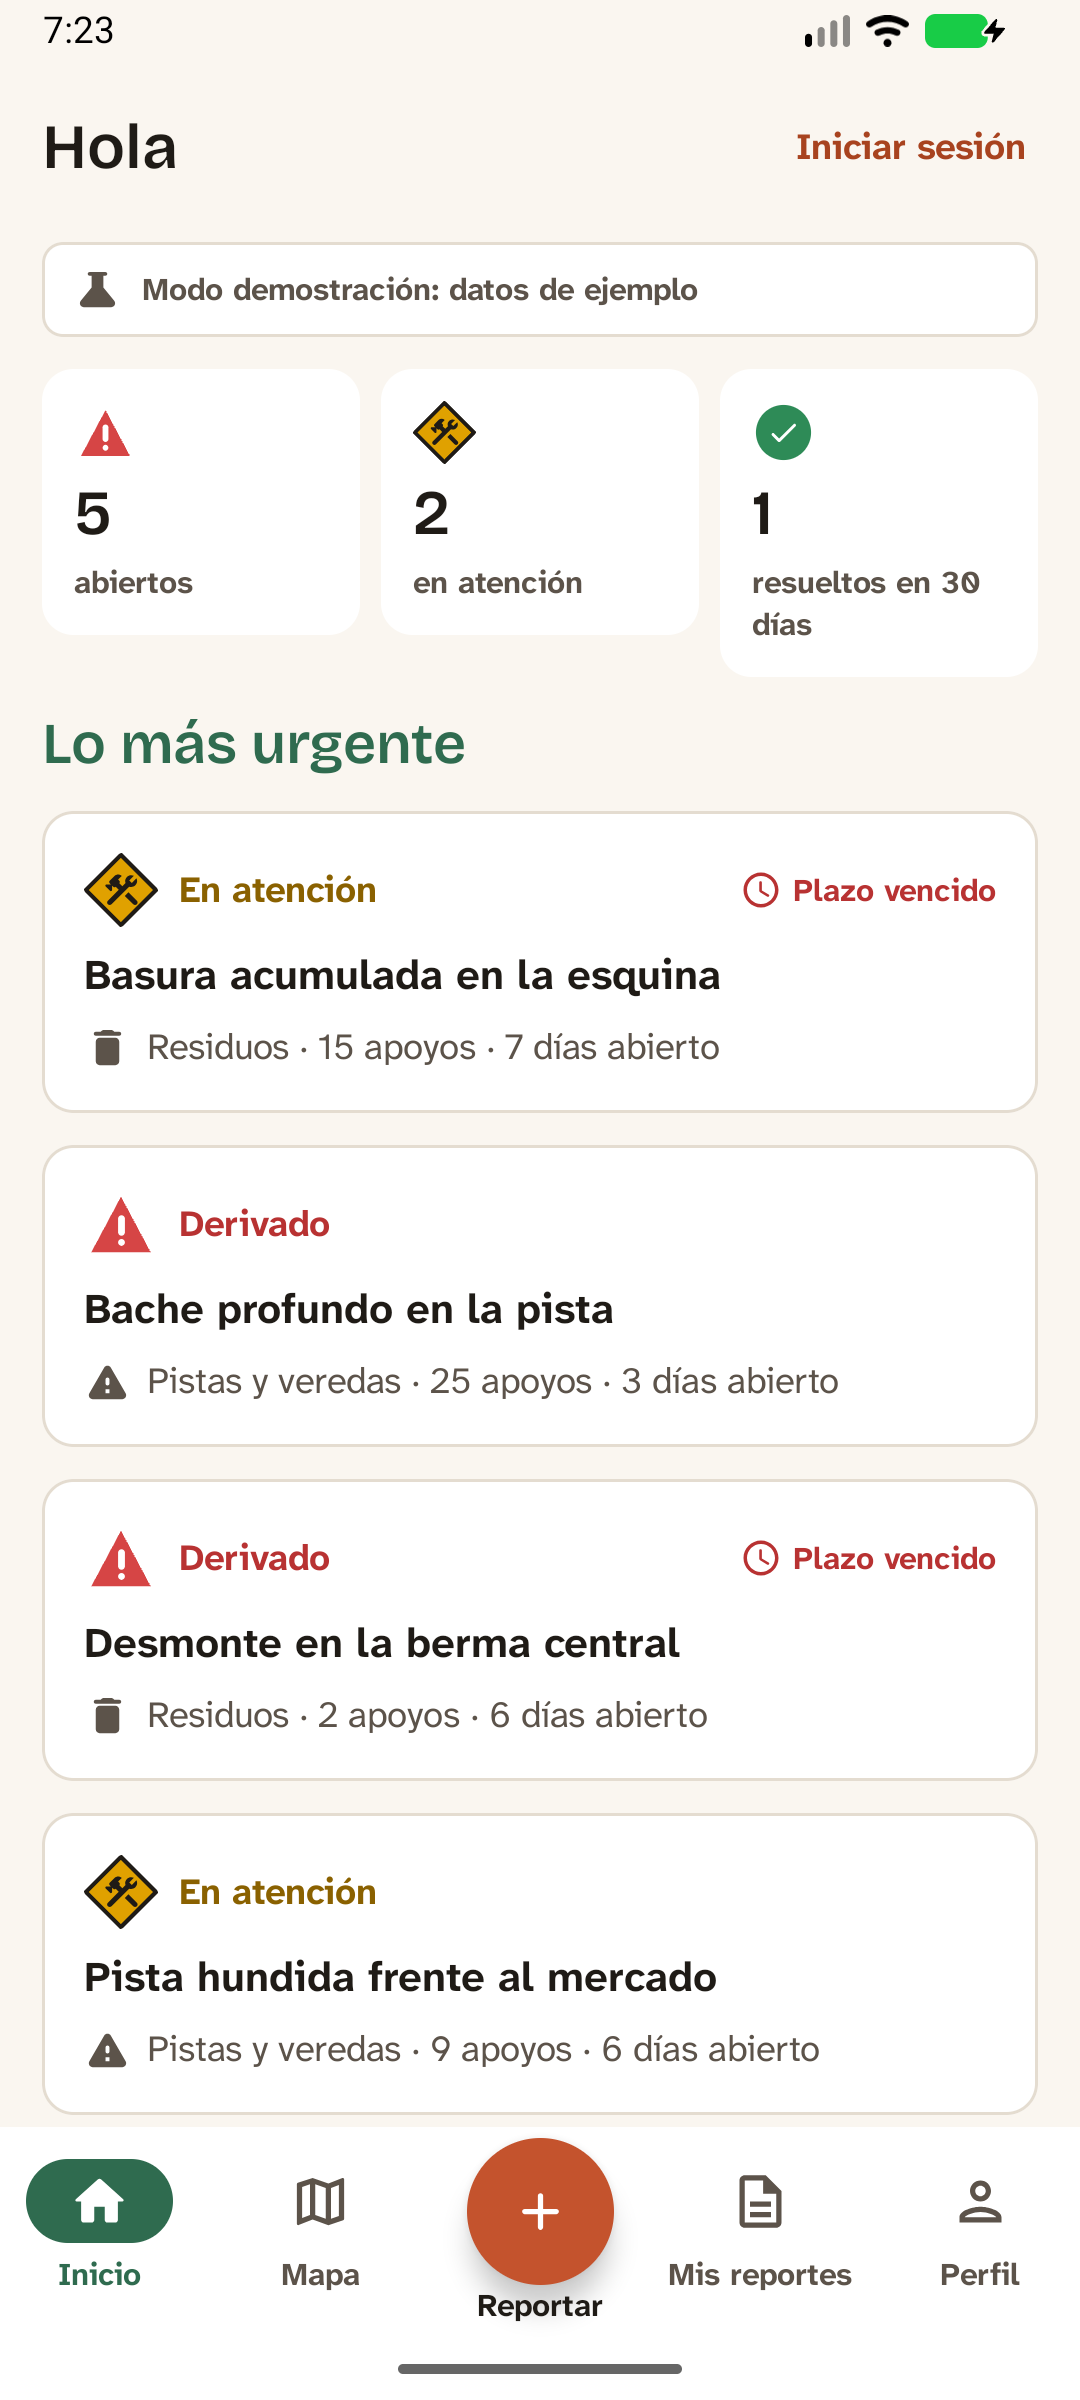 7:23
Hola
Iniciar sesión
Modo demostración: datos de ejemplo
5
abiertos
2
en atención
1
resueltos en 30
días
Lo más urgente
En atención
Plazo vencido
Basura acumulada en la esquina
Residuos · 15 apoyos · 7 días abierto
Derivado
Bache profundo en la pista
Pistas y veredas · 25 apoyos · 3 días abierto
Derivado
Plazo vencido
Desmonte en la berma central
Residuos · 2 apoyos · 6 días abierto
En atención
Pista hundida frente al mercado
Pistas y veredas · 9 apoyos · 6 días abierto
Inicio
Mapa
Reportar
Mis reportes
Perfil